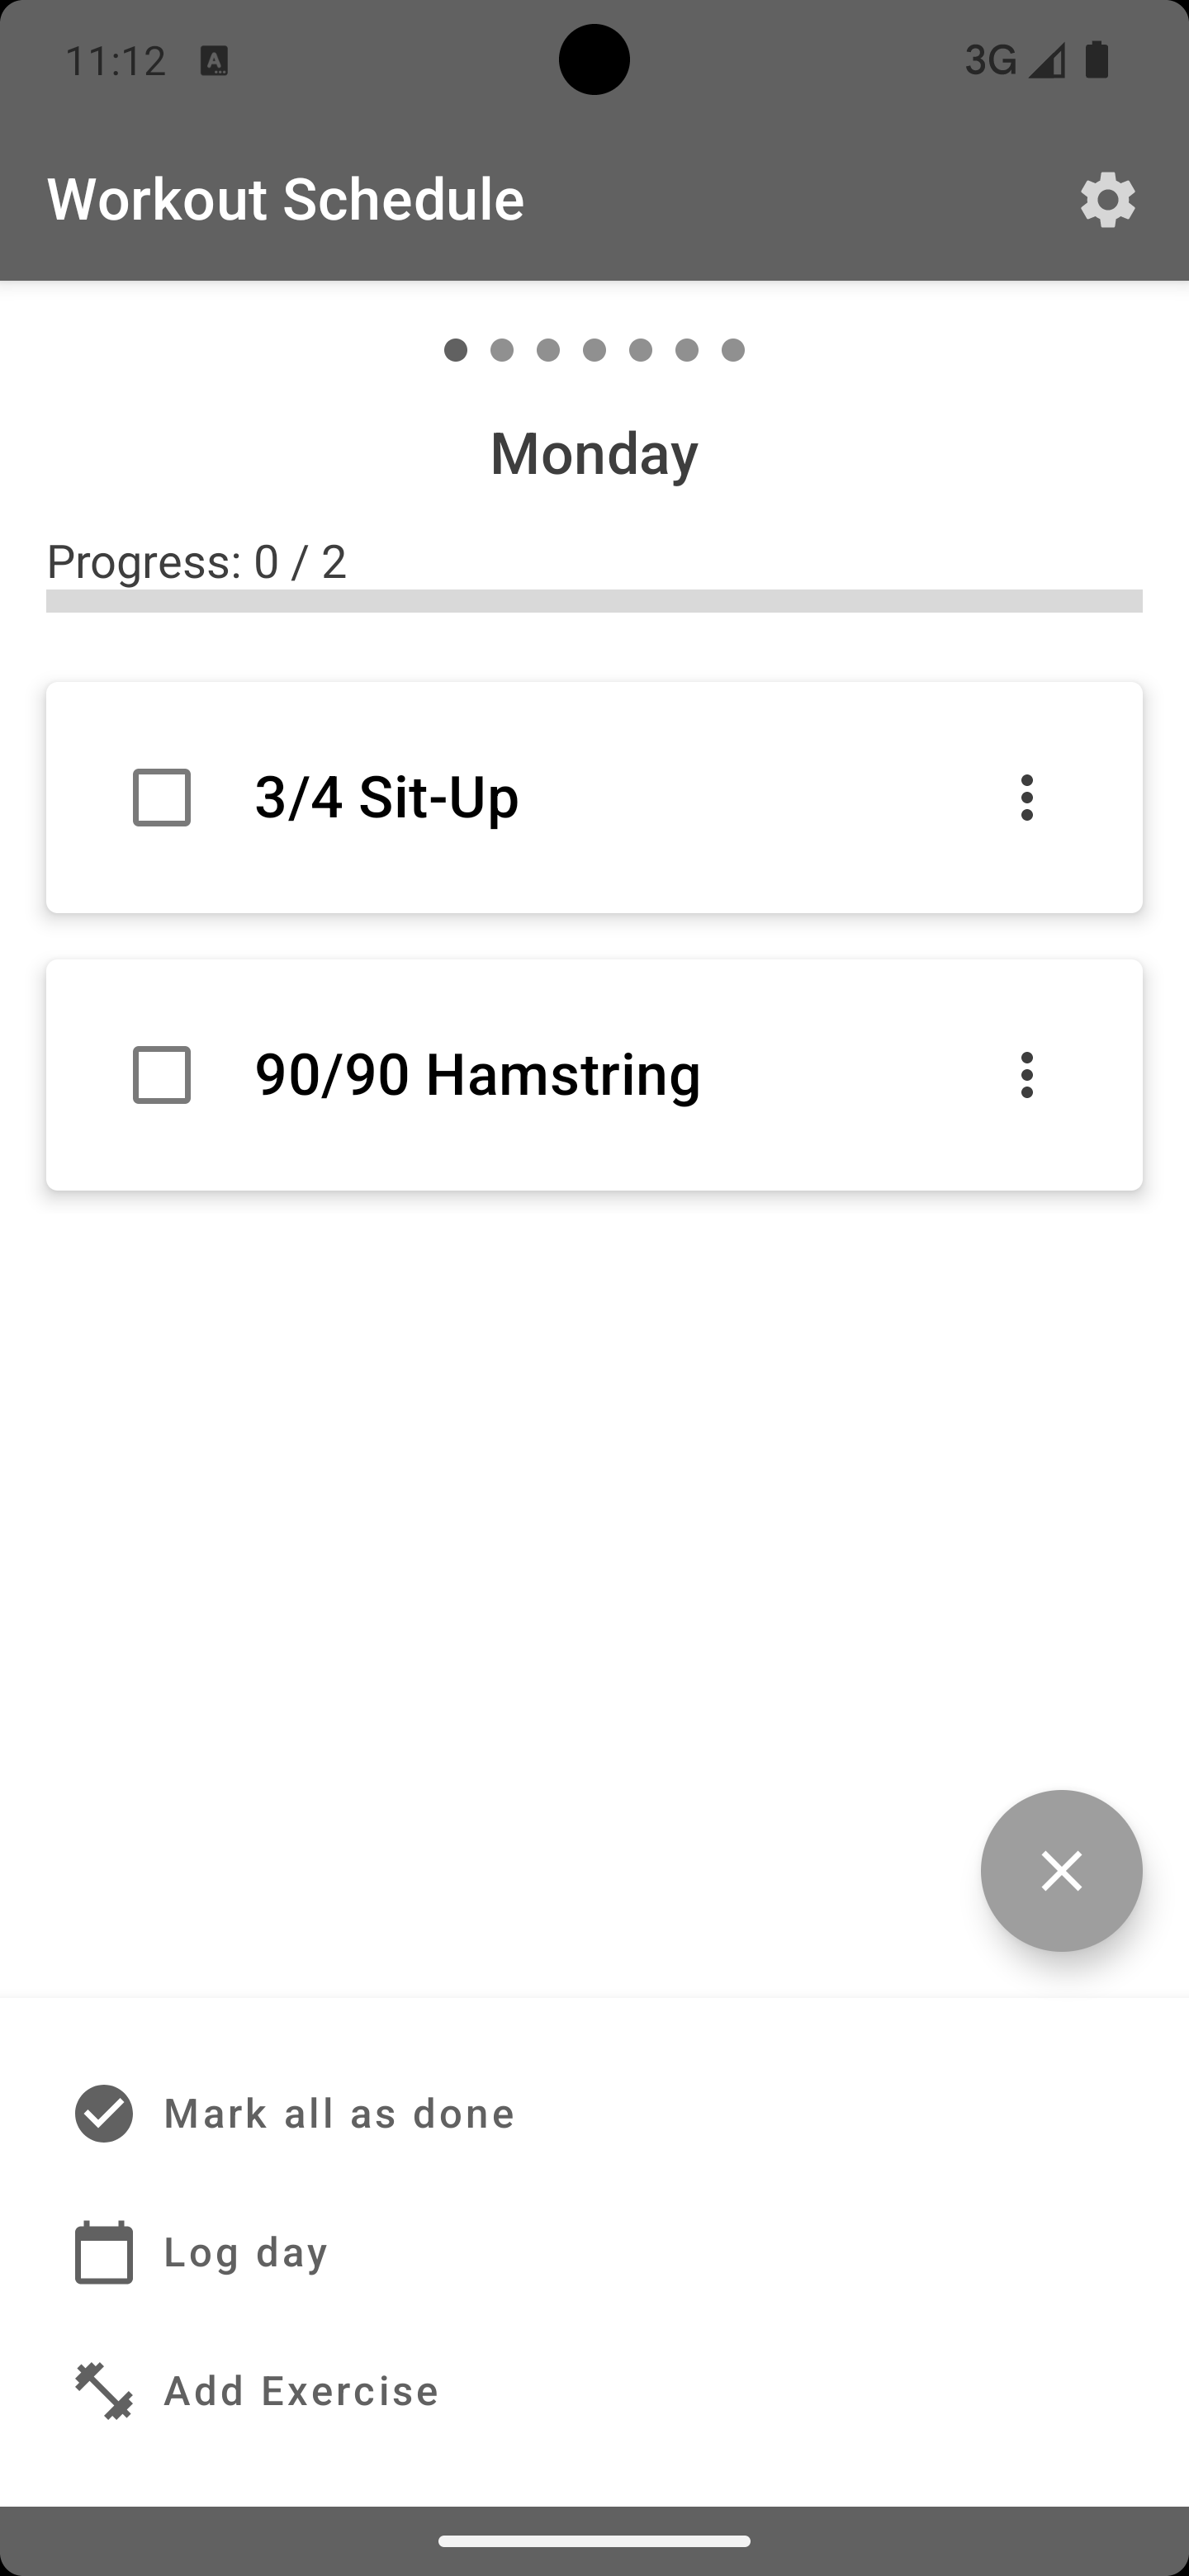 11:12
3G
Workout Schedule
Monday
Progress: 0 / 2
3/4 Sit-Up
90/90 Hamstring
Mark all as done
Log day
Add Exercise